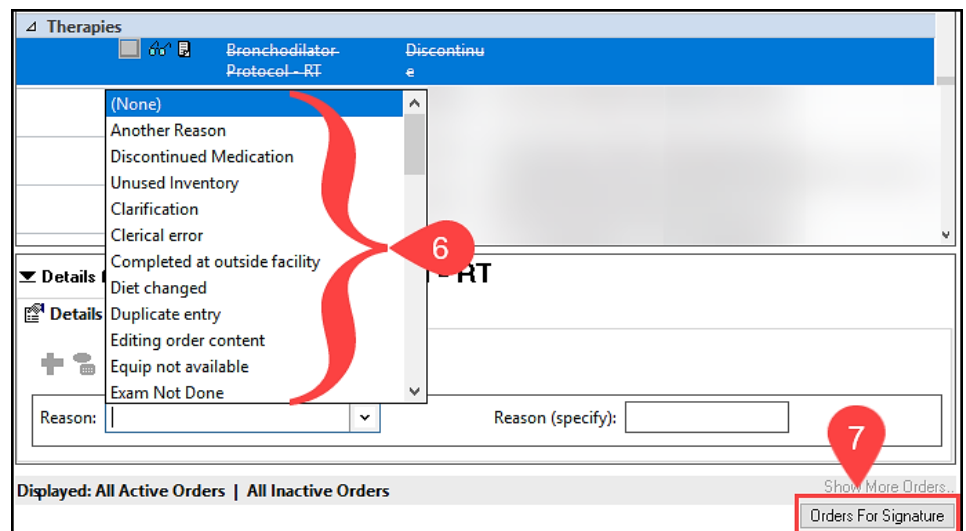 Therapies
Bronchodilator Discontinu
Protocol - RT e
(None)
Another Reason
Discontinued Medication
Unused Inventory
Clarification
Clerical error
Completed at outside facility
Diet changed
Duplicate entry
Editing order content
Equip not available
Exam Not Done
6
Details - RT
Details
Reason: Reason (specify):
7
Displayed: All Active Orders | All Inactive Orders
Show More Orders..
Orders For Signature